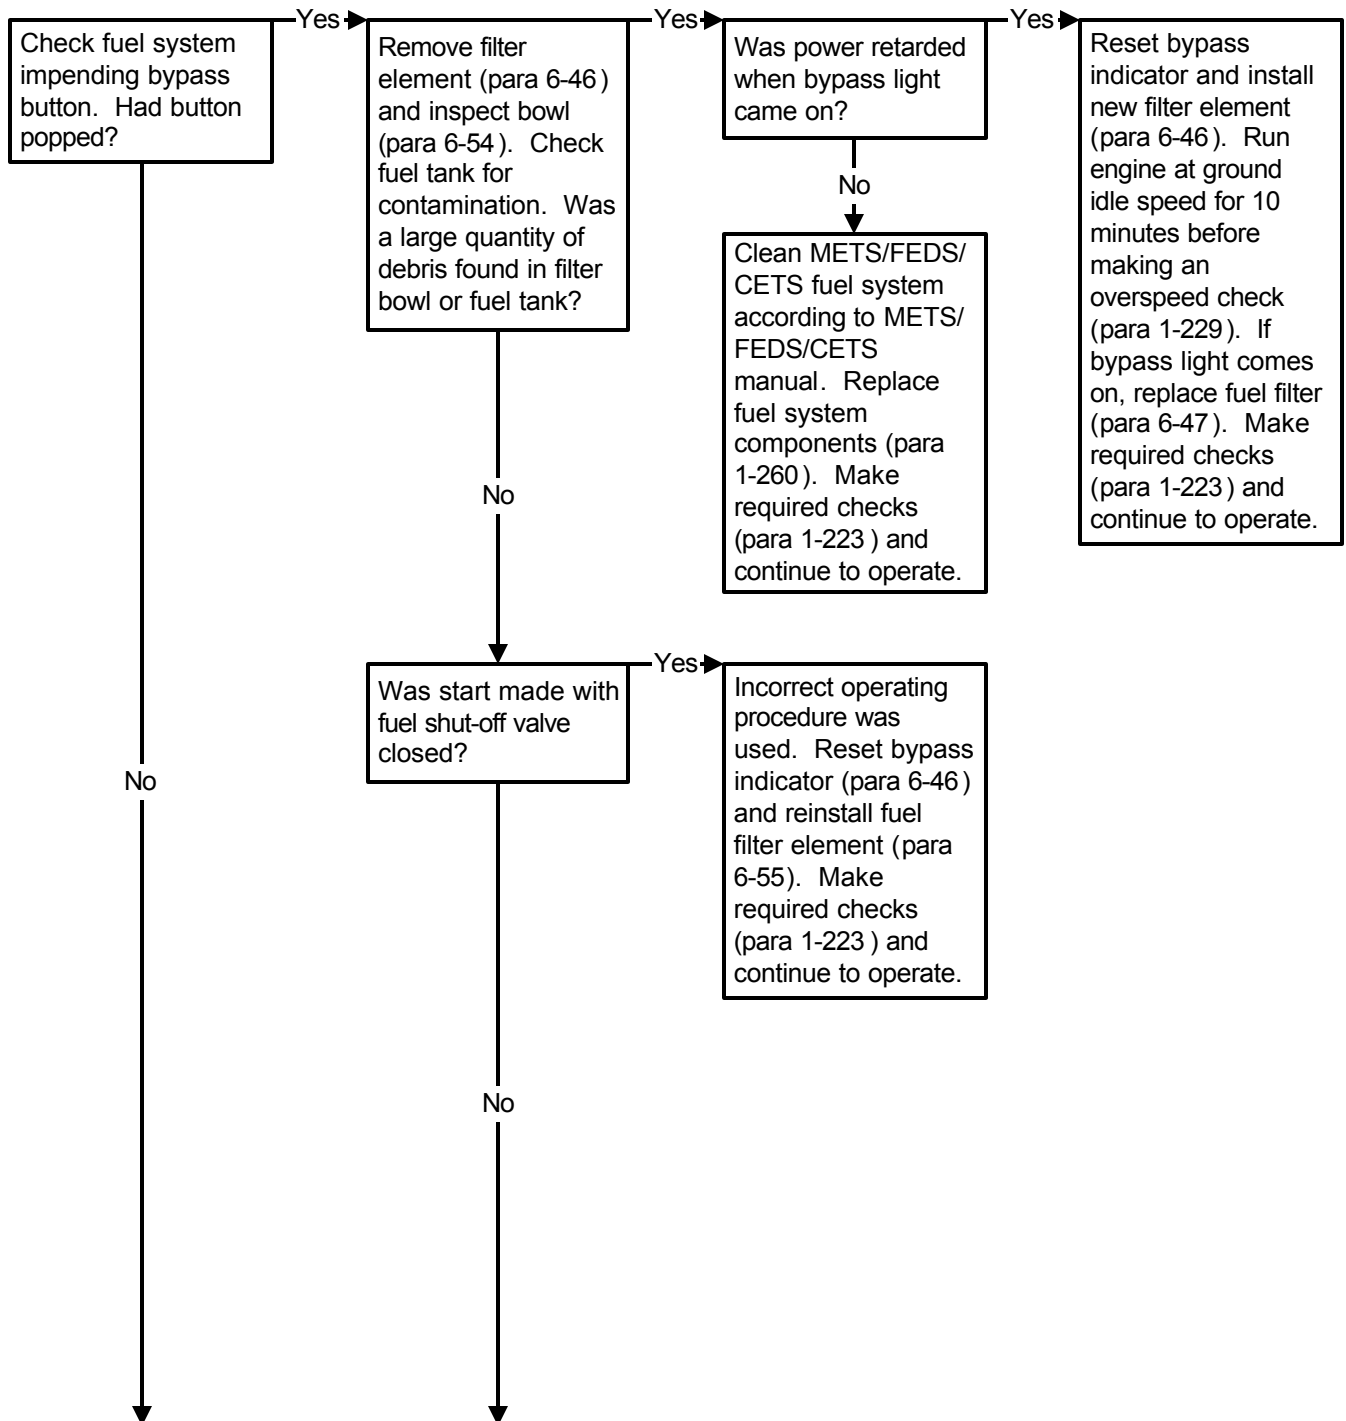 Check fuel system
impending bypass
button. Had button
popped?
Yes
Remove filter
element (para 6-46)
and inspect bowl
(para 6-54). Check
fuel tank for
contamination. Was
a large quantity of
debris found in filter
bowl or fuel tank?
Yes
Was power retarded
when bypass light
came on?
Yes
Reset bypass
indicator and install
new filter element
(para 6-46). Run
engine at ground
idle speed for 10
minutes before
making an
overspeed check
(para 1-229). If
bypass light comes
on, replace fuel filter
(para 6-47). Make
required checks
(para 1-223) and
continue to operate.
No
Clean METS/FEDS/
CETS fuel system
according to METS/
FEDS/CETS
manual. Replace
fuel system
components (para
1-260). Make
required checks
(para 1-223 ) and
continue to operate.
No
Was start made with
fuel shut-off valve
closed?
Yes
Incorrect operating
procedure was
used. Reset bypass
indicator (para 6-46)
and reinstall fuel
filter element (para
6-55). Make
required checks
(para 1-223 ) and
continue to operate.
No
No